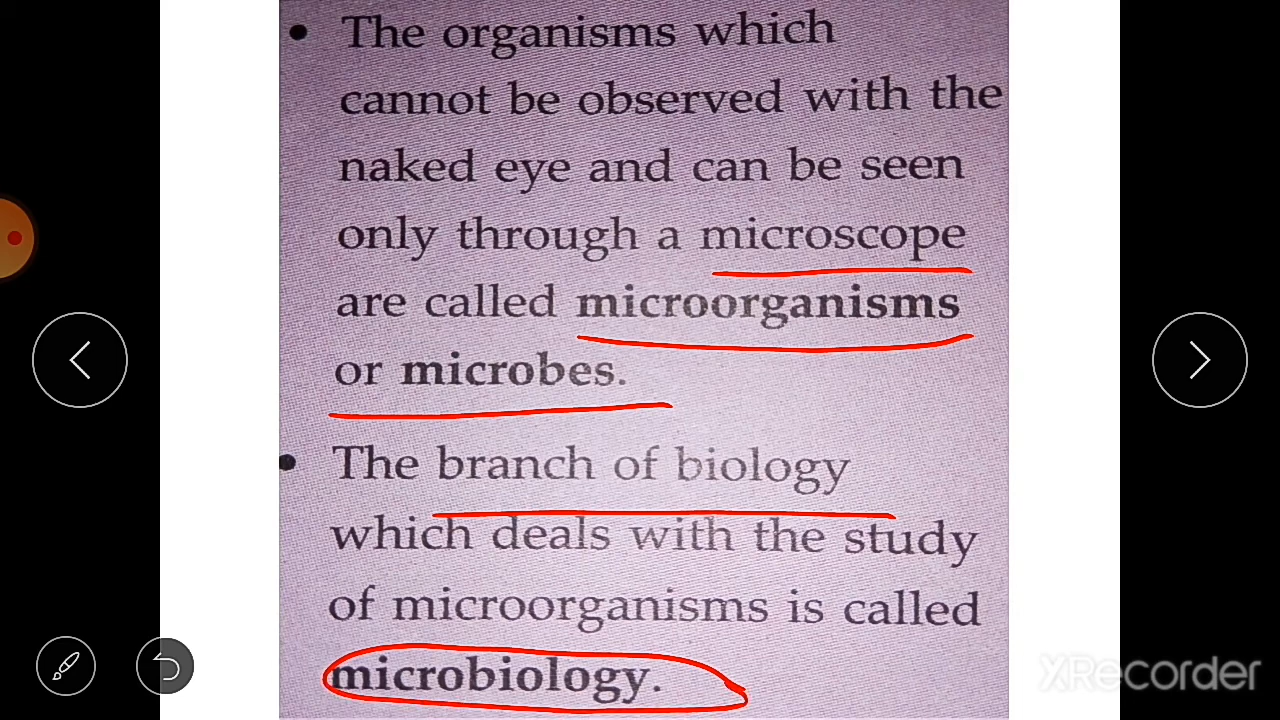 • The organisms which
cannot be observed with the
naked eye and can be seen
only through a microscope
are called microorganisms
or microbes.
• The branch of biology
which deals with the study
of microorganisms is called
microbiology.
XRecorder